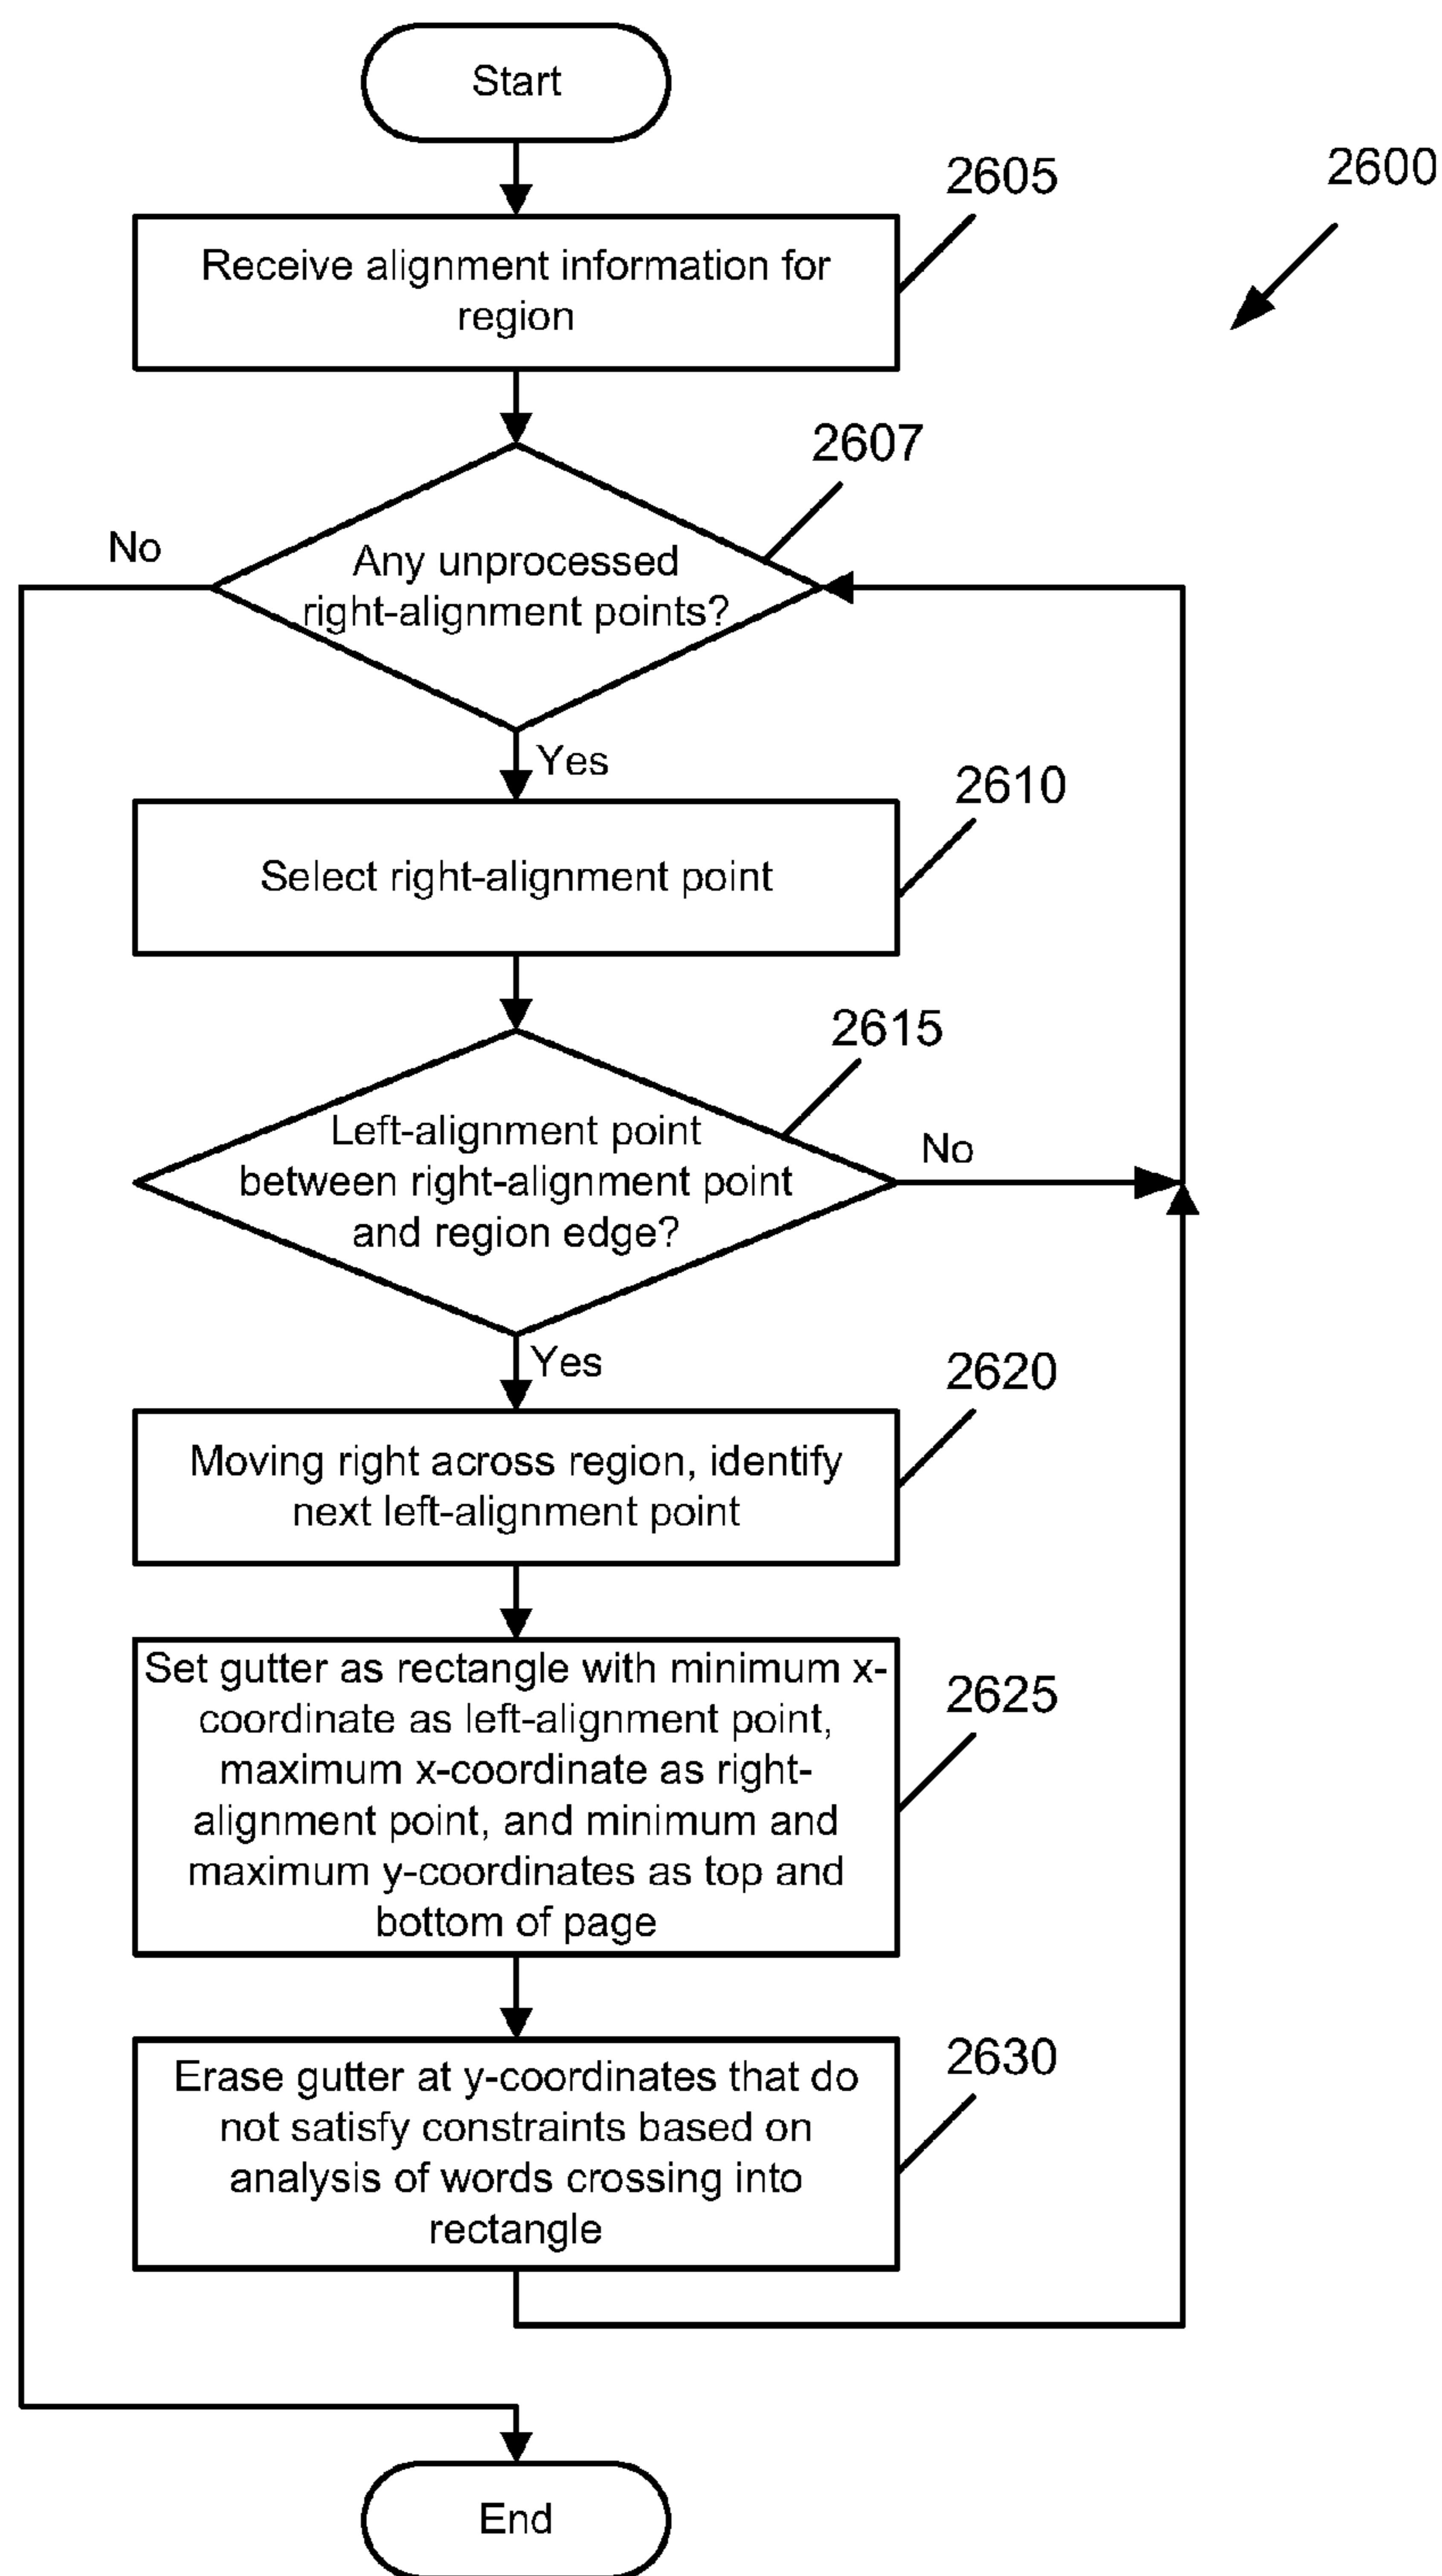 Start
2600
2605
Receive alignment information for
region
2607
No
Any unprocessed
right-alignment points?
Yes
2610
Select right-alignment point
2615
Left-alignment point
between right-alignment point
and region edge?
No
Yes
2620
Moving right across region, identify
next left-alignment point
2625
Set gutter as rectangle with minimum x-
coordinate as left-alignment point,
maximum x-coordinate as right-
alignment point, and minimum and
maximum y-coordinates as top and
bottom of page
2630
Erase gutter at y-coordinates that do
not satisfy constraints based on
analysis of words crossing into
rectangle
End